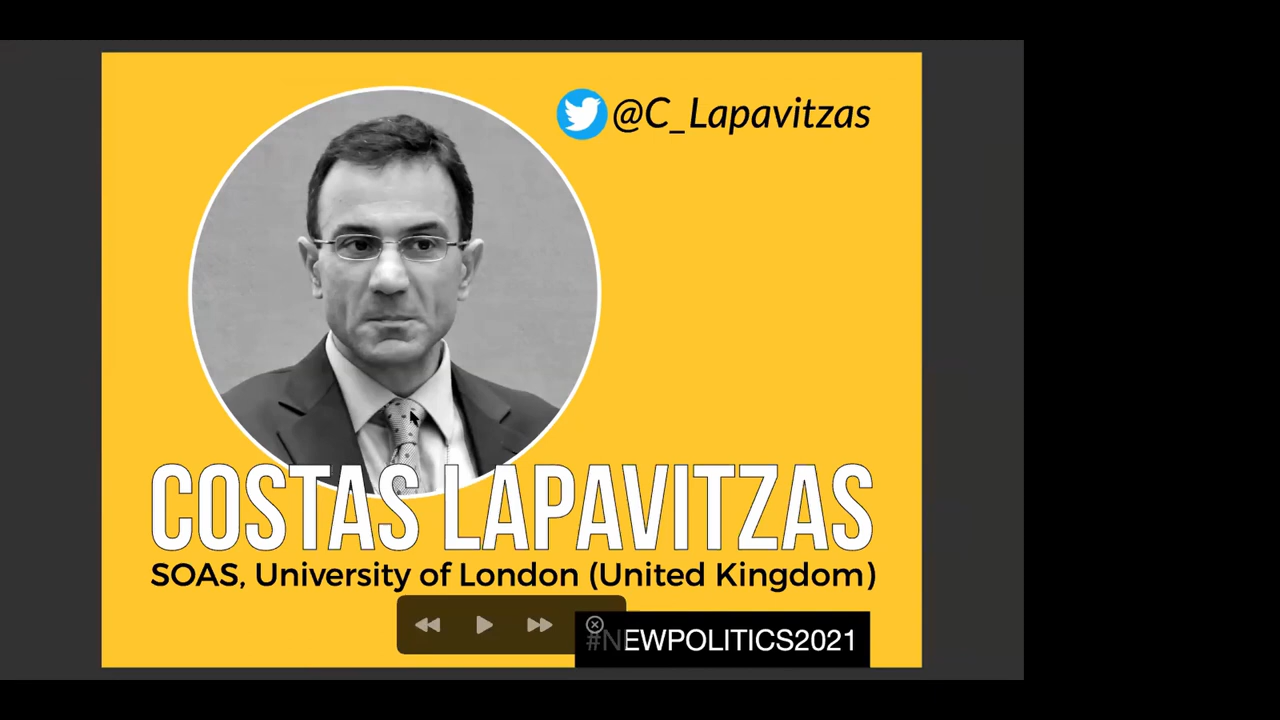 @C_Lapavitzas
COSTAS LAPAVITZAS
SOAS, University of London (United Kingdom)
#NEWPOLITICS2021